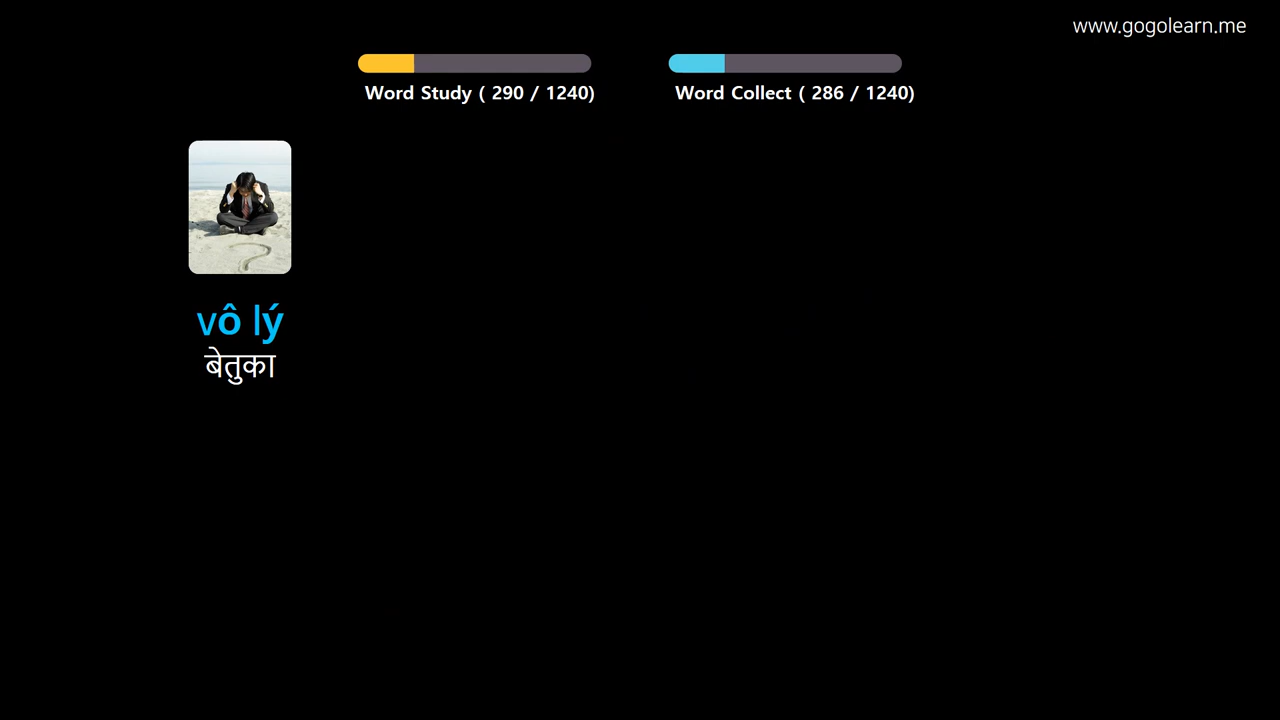 www.gogolearn.me
Word Study ( 290 / 1240)
Word Collect ( 286 / 1240)
vô lý
बेतुका